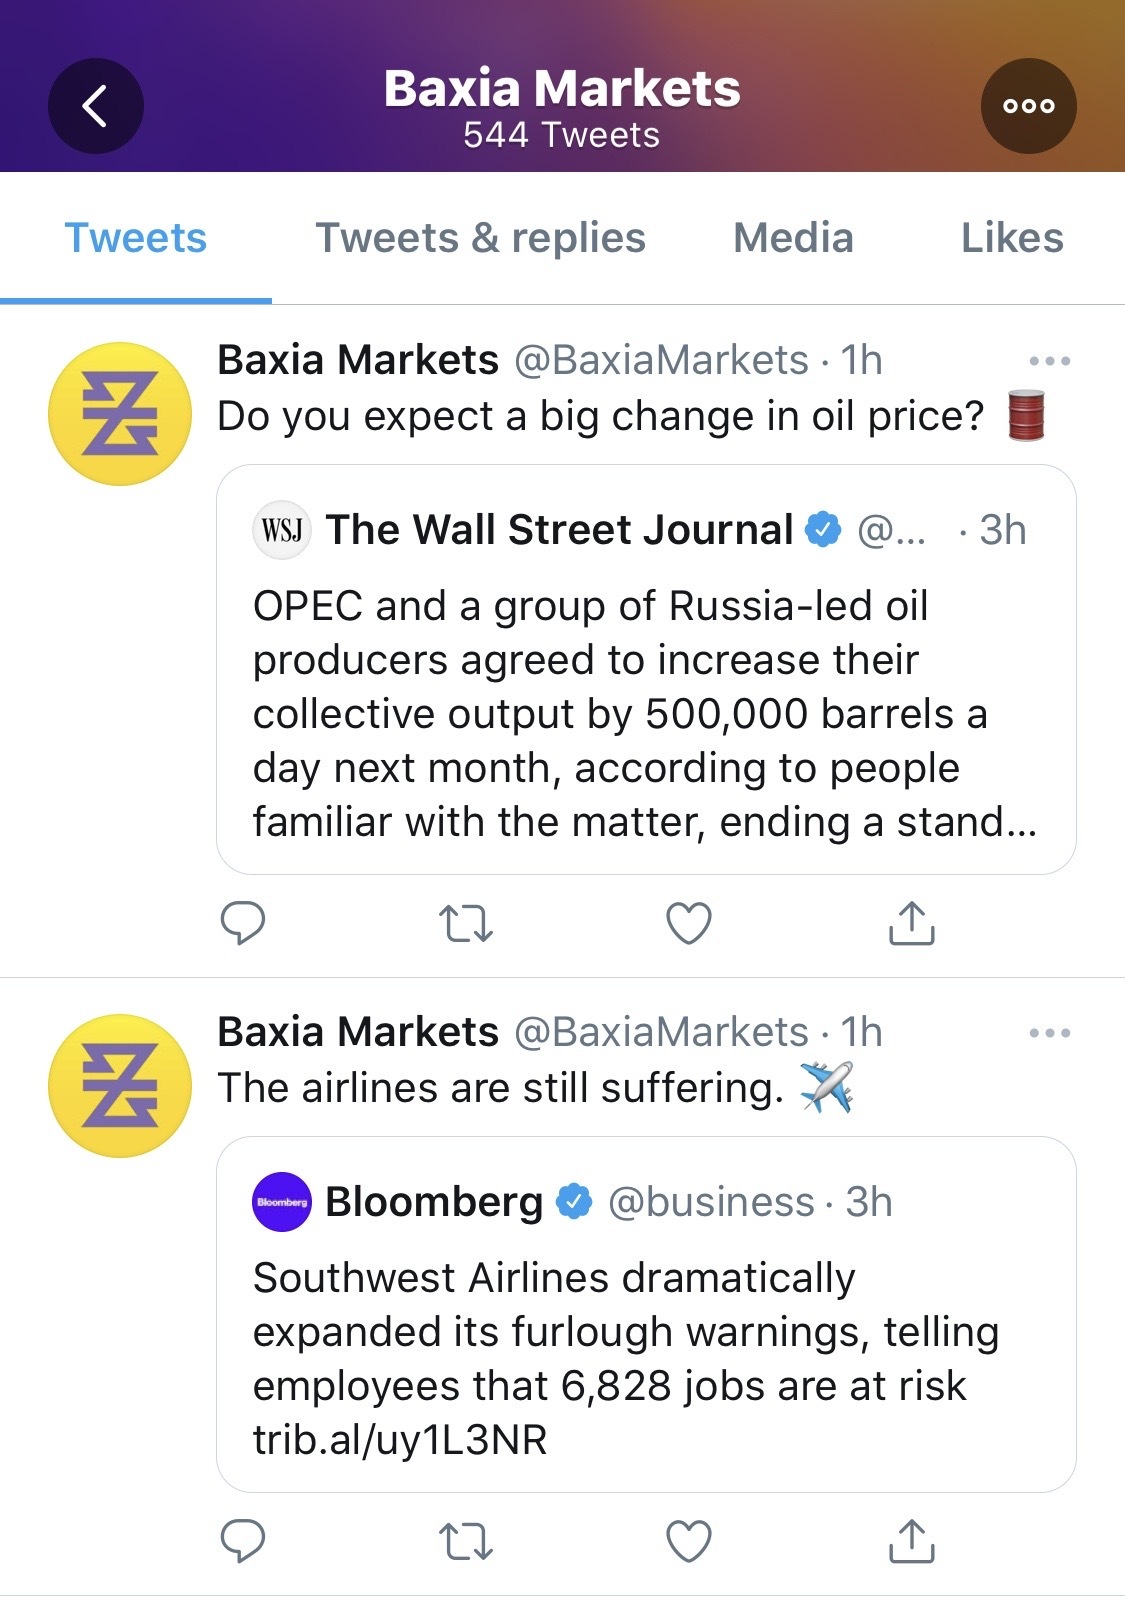 Baxia Markets
544 Tweets
Tweets Tweets & replies Media Likes
Baxia Markets @BaxiaMarkets · 1h
Do you expect a big change in oil price? 🛢
WSJ The Wall Street Journal @... · 3h
OPEC and a group of Russia-led oil
producers agreed to increase their
collective output by 500,000 barrels a
day next month, according to people
familiar with the matter, ending a stand...
Baxia Markets @BaxiaMarkets · 1h
The airlines are still suffering. ✈️
Bloomberg Bloomberg @business · 3h
Southwest Airlines dramatically
expanded its furlough warnings, telling
employees that 6,828 jobs are at risk
trib.al/uy1L3NR